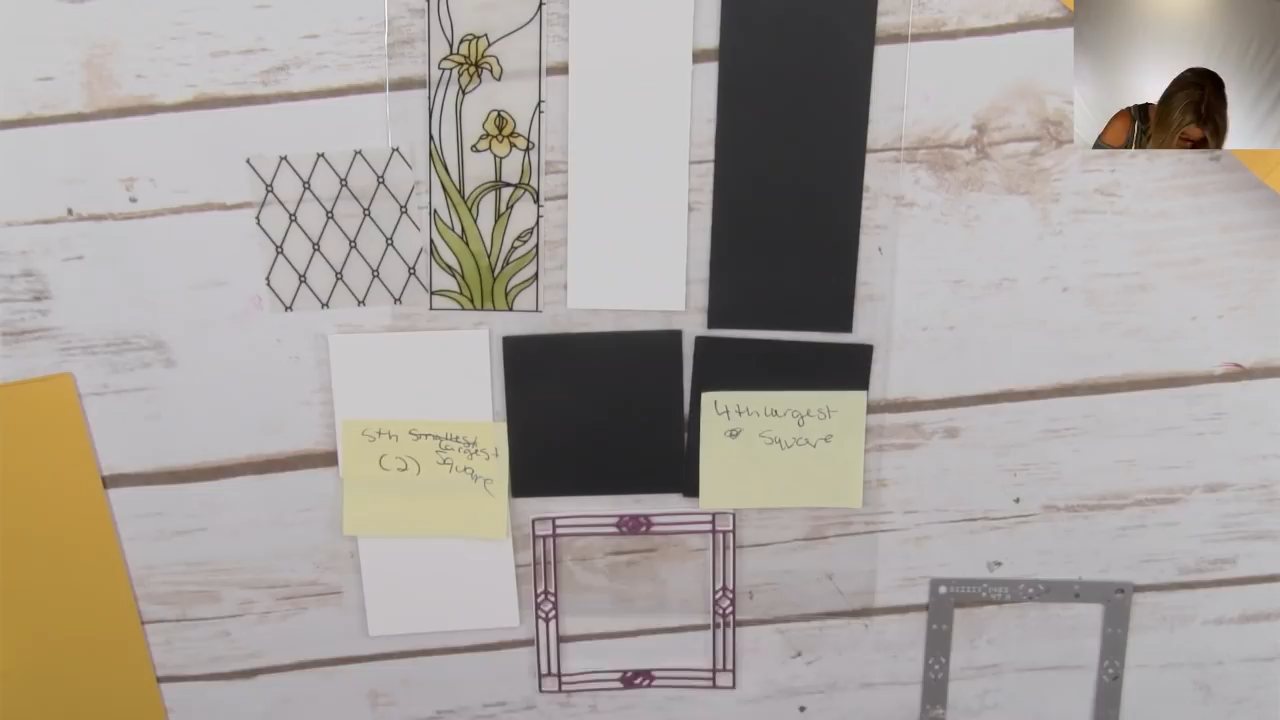 5th smallest
largest
(2) Square
4th largest
Square